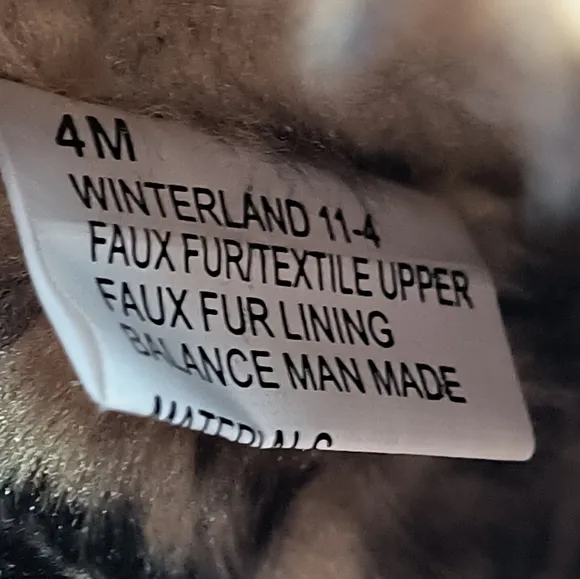 4M
WINTERLAND 11-4
FAUX FUR/TEXTILE UPPER
FAUX FUR LINING
BALANCE MAN MADE
MATERIALS